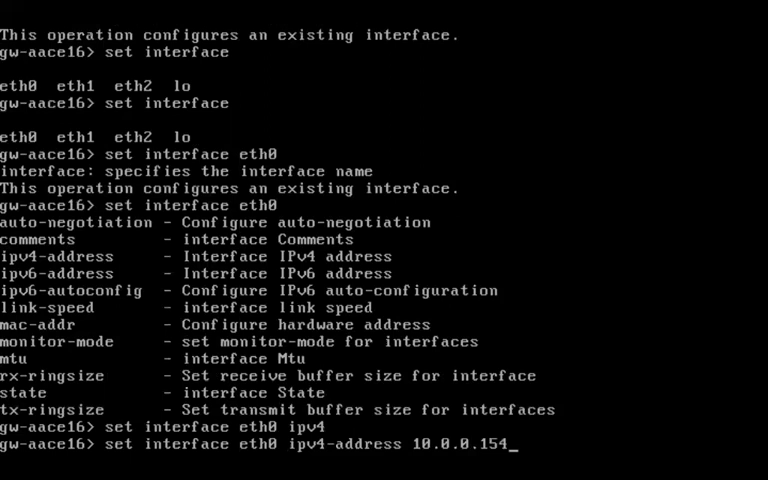 This operation configures an existing interface.
gw-aace16> set interface
eth0 eth1 eth2 lo
gw-aace16> set interface
eth0 eth1 eth2 lo
gw-aace16> set interface eth0
interface: specifies the interface name
This operation configures an existing interface.
gw-aace16> set interface eth0
auto-negotiation - Configure auto-negotiation
comments - interface Comments
ipv4-address - Interface IPv4 address
ipv6-address - Interface IPv6 address
ipv6-autoconfig - Configure IPv6 auto-configuration
link-speed - interface link speed
mac-addr - Configure hardware address
monitor-mode - set monitor-mode for interfaces
mtu - interface Mtu
rx-ringsize - Set receive buffer size for interface
state - interface State
tx-ringsize - Set transmit buffer size for interfaces
gw-aace16> set interface eth0 ipv4
gw-aace16> set interface eth0 ipv4-address 10.0.0.154_